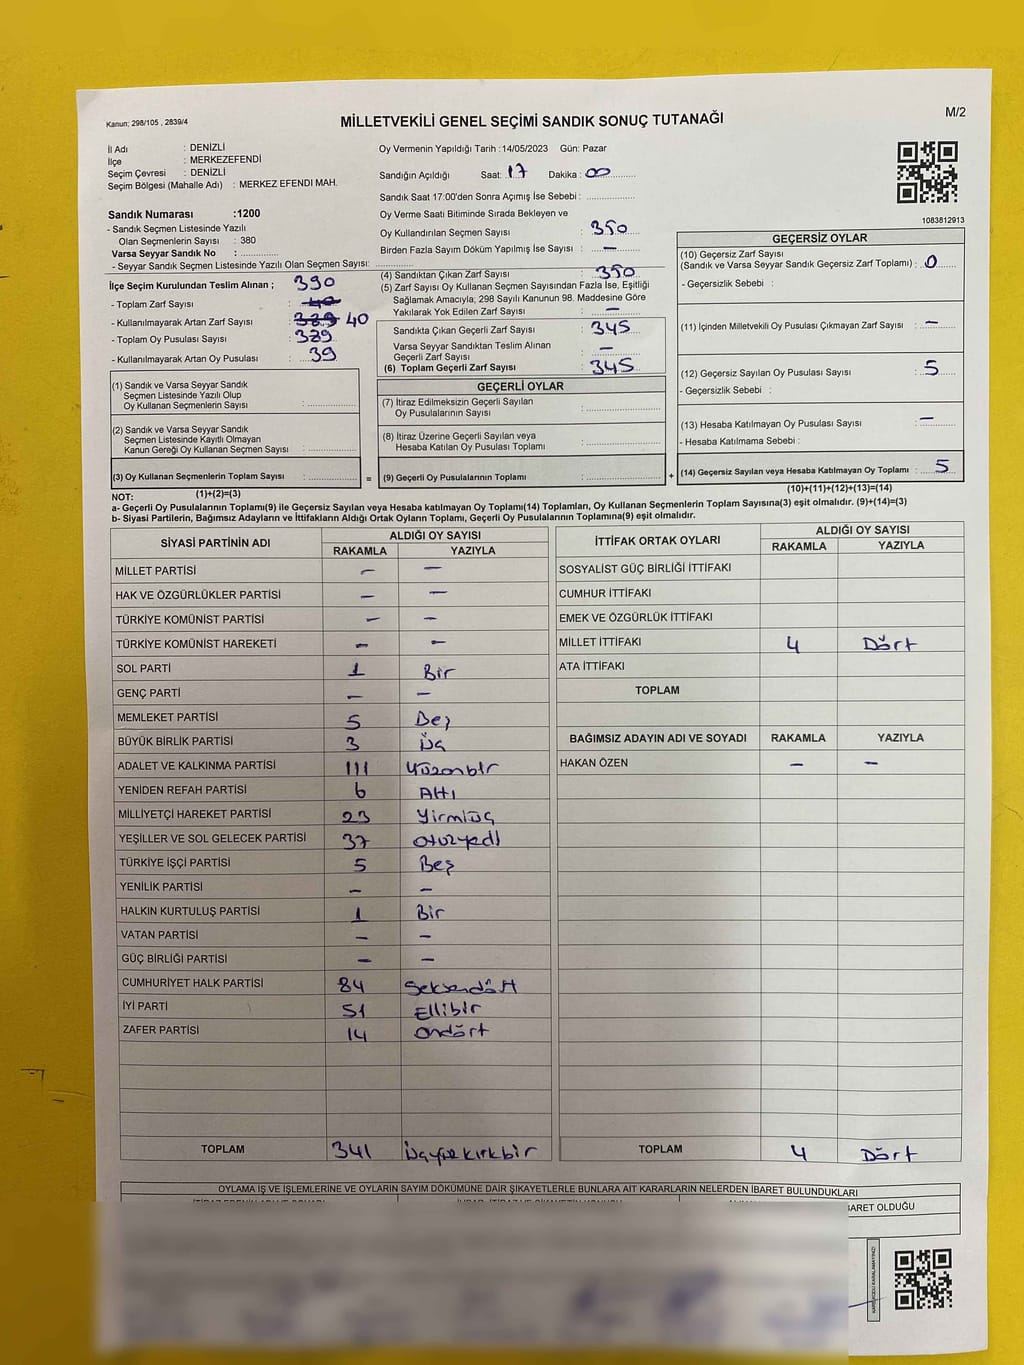 Kanun; 298/105 , 2839/4
MİLLETVEKİLİ GENEL SEÇİMİ SANDIK SONUÇ TUTANAĞI
M/2
İl Adı : DENİZLİ
İlçe : MERKEZEFENDİ
Seçim Çevresi : DENİZLİ
Seçim Bölgesi (Mahalle Adı) : MERKEZ EFENDİ MAH.
Sandık Numarası :1200
- Sandık Seçmen Listesinde Yazılı
Olan Seçmenlerin Sayısı : 380
Varsa Seyyar Sandık No :
- Seyyar Sandık Seçmen Listesinde Yazılı Olan Seçmen Sayısı:
İlçe Seçim Kurulundan Teslim Alınan ; 390
- Toplam Zarf Sayısı : 40
- Kullanılmayarak Artan Zarf Sayısı : 389 40
- Toplam Oy Pusulası Sayısı : 389
- Kullanılmayarak Artan Oy Pusulası : 39
Oy Vermenin Yapıldığı Tarih :14/05/2023 Gün: Pazar
Sandığın Açıldığı Saat: 17 Dakika : 00
Sandık Saat 17:00'den Sonra Açımış İse Sebebi :
Oy Verme Saati Bitiminde Sırada Bekleyen ve
Oy Kullandırılan Seçmen Sayısı : 350
Birden Fazla Sayım Döküm Yapılmış İse Sayısı : –
(4) Sandıktan Çıkan Zarf Sayısı : 350
(5) Zarf Sayısı Oy Kullanan Seçmen Sayısından Fazla İse, Eşitliği
Sağlamak Amacıyla; 298 Sayılı Kanunun 98. Maddesine Göre
Yakılarak Yok Edilen Zarf Sayısı : –
Sandıkta Çıkan Geçerli Zarf Sayısı : 345
Varsa Seyyar Sandıktan Teslim Alınan
Geçerli Zarf Sayısı : –
(6) Toplam Geçerli Zarf Sayısı : 345
1083812913
GEÇERSİZ OYLAR
(10) Geçersiz Zarf Sayısı
(Sandık ve Varsa Seyyar Sandık Geçersiz Zarf Toplamı) : 0
- Geçersizlik Sebebi :
(11) İçinden Milletvekili Oy Pusulası Çıkmayan Zarf Sayısı : –
(12) Geçersiz Sayılan Oy Pusulası Sayısı : 5
- Geçersizlik Sebebi :
(13) Hesaba Katılmayan Oy Pusulası Sayısı : –
- Hesaba Katılmama Sebebi :
(14) Geçersiz Sayılan veya Hesaba Katılmayan Oy Toplamı : 5
(10)+(11)+(12)+(13)=(14)
(1) Sandık ve Varsa Seyyar Sandık
Seçmen Listesinde Yazılı Olup
Oy Kullanan Seçmenlerin Sayısı :
(2) Sandık ve Varsa Seyyar Sandık
Seçmen Listesinde Kayıtlı Olmayan
Kanun Gereği Oy Kullanan Seçmen Sayısı :
(3) Oy Kullanan Seçmenlerin Toplam Sayısı : =
(1)+(2)=(3)
GEÇERLİ OYLAR
(7) İtiraz Edilmeksizin Geçerli Sayılan
Oy Pusulalarının Sayısı :
(8) İtiraz Üzerine Geçerli Sayılan veya
Hesaba Katılan Oy Pusulası Toplamı :
(9) Geçerli Oy Pusulalarının Toplamı : +
NOT:
a- Geçerli Oy Pusulalarının Toplamı(9) ile Geçersiz Sayılan veya Hesaba katılmayan Oy Toplamı(14) Toplamları, Oy Kullanan Seçmenlerin Toplam Sayısına(3) eşit olmalıdır. (9)+(14)=(3)
b- Siyasi Partilerin, Bağımsız Adayların ve İttifakların Aldığı Ortak Oyların Toplamı, Geçerli Oy Pusulalarının Toplamına(9) eşit olmalıdır.
SİYASİ PARTİNİN ADI ALDIĞI OY SAYISI
RAKAMLA YAZIYLA
MİLLET PARTİSİ – –
HAK VE ÖZGÜRLÜKLER PARTİSİ – –
TÜRKİYE KOMÜNİST PARTİSİ – –
TÜRKİYE KOMÜNİST HAREKETİ – –
SOL PARTİ 1 Bir
GENÇ PARTİ – –
MEMLEKET PARTİSİ 5 Beş
BÜYÜK BİRLİK PARTİSİ 3 Üç
ADALET VE KALKINMA PARTİSİ 111 Yüzonbir
YENİDEN REFAH PARTİSİ 6 Altı
MİLLİYETÇİ HAREKET PARTİSİ 23 Yirmiüç
YEŞİLLER VE SOL GELECEK PARTİSİ 37 Otuzyedi
TÜRKİYE İŞÇİ PARTİSİ 5 Beş
YENİLİK PARTİSİ – –
HALKIN KURTULUŞ PARTİSİ 1 Bir
VATAN PARTİSİ – –
GÜÇ BİRLİĞİ PARTİSİ – –
CUMHURİYET HALK PARTİSİ 84 Seksendört
İYİ PARTİ 51 Ellibir
ZAFER PARTİSİ 14 Ondört
TOPLAM 341 Üçyüzkırkbir
İTTİFAK ORTAK OYLARI ALDIĞI OY SAYISI
RAKAMLA YAZIYLA
SOSYALİST GÜÇ BİRLİĞİ İTTİFAKI
CUMHUR İTTİFAKI
EMEK VE ÖZGÜRLÜK İTTİFAKI
MİLLET İTTİFAKI 4 Dört
ATA İTTİFAKI
TOPLAM
BAĞIMSIZ ADAYIN ADI VE SOYADI RAKAMLA YAZIYLA
HAKAN ÖZEN – –
TOPLAM 4 Dört
OYLAMA İŞ VE İŞLEMLERİNE VE OYLARIN SAYIM DÖKÜMÜNE DAİR ŞİKAYETLERLE BUNLARA AİT KARARLARIN NELERDEN İBARET BULUNDUKLARI
BARET OLDUĞU